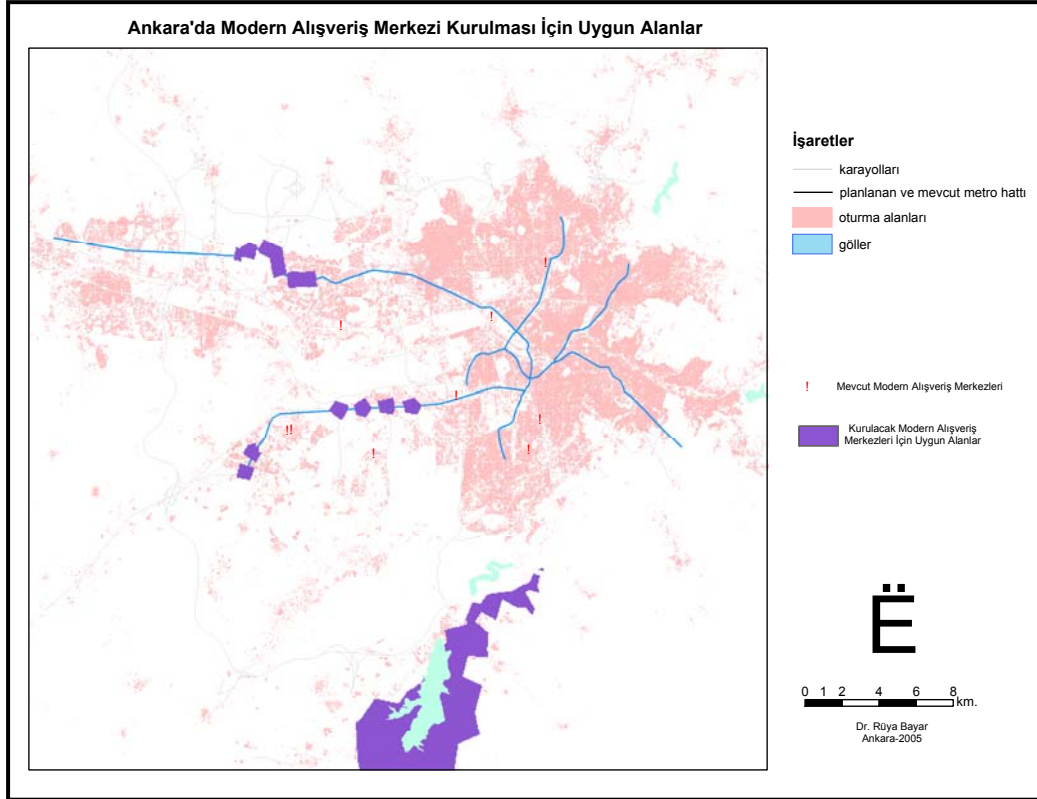 Ankara'da Modern Alışveriş Merkezi Kurulması İçin Uygun Alanlar
İşaretler
karayolları
planlanan ve mevcut metro hattı
oturma alanları
göller
! Mevcut Modern Alışveriş Merkezleri
Kurulacak Modern Alışveriş
Merkezleri İçin Uygun Alanlar
Ë
0 1 2 4 6 8
km.
Dr. Rüya Bayar
Ankara-2005